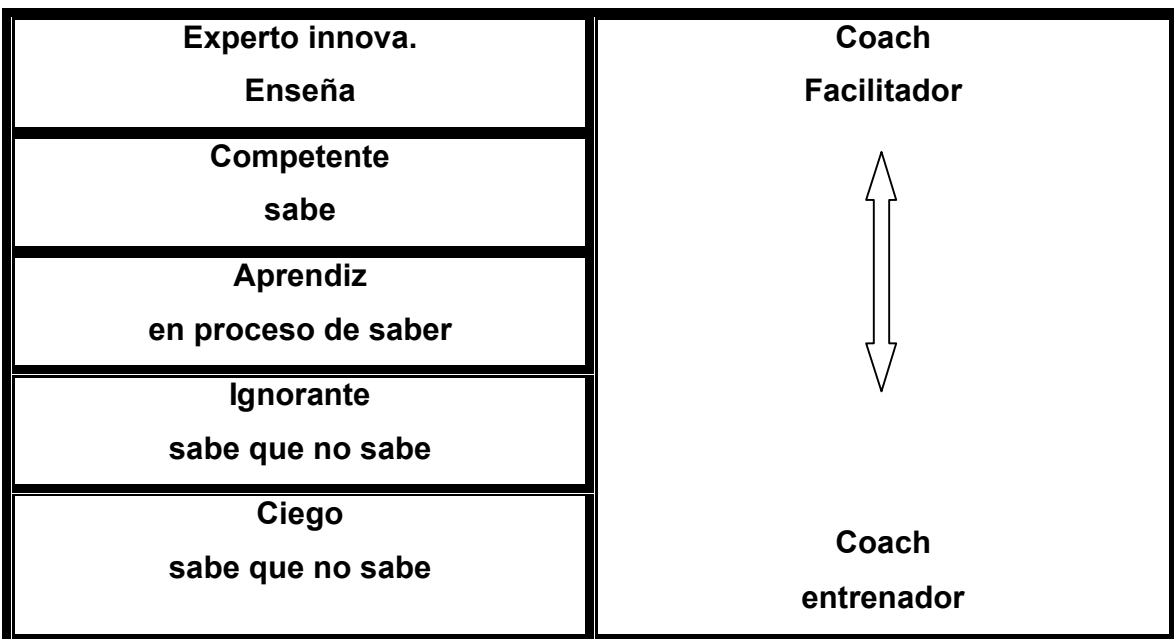 Experto innova.
Enseña
Competente
sabe
Aprendiz
en proceso de saber
Ignorante
sabe que no sabe
Ciego
sabe que no sabe
Coach
Facilitador
Coach
entrenador